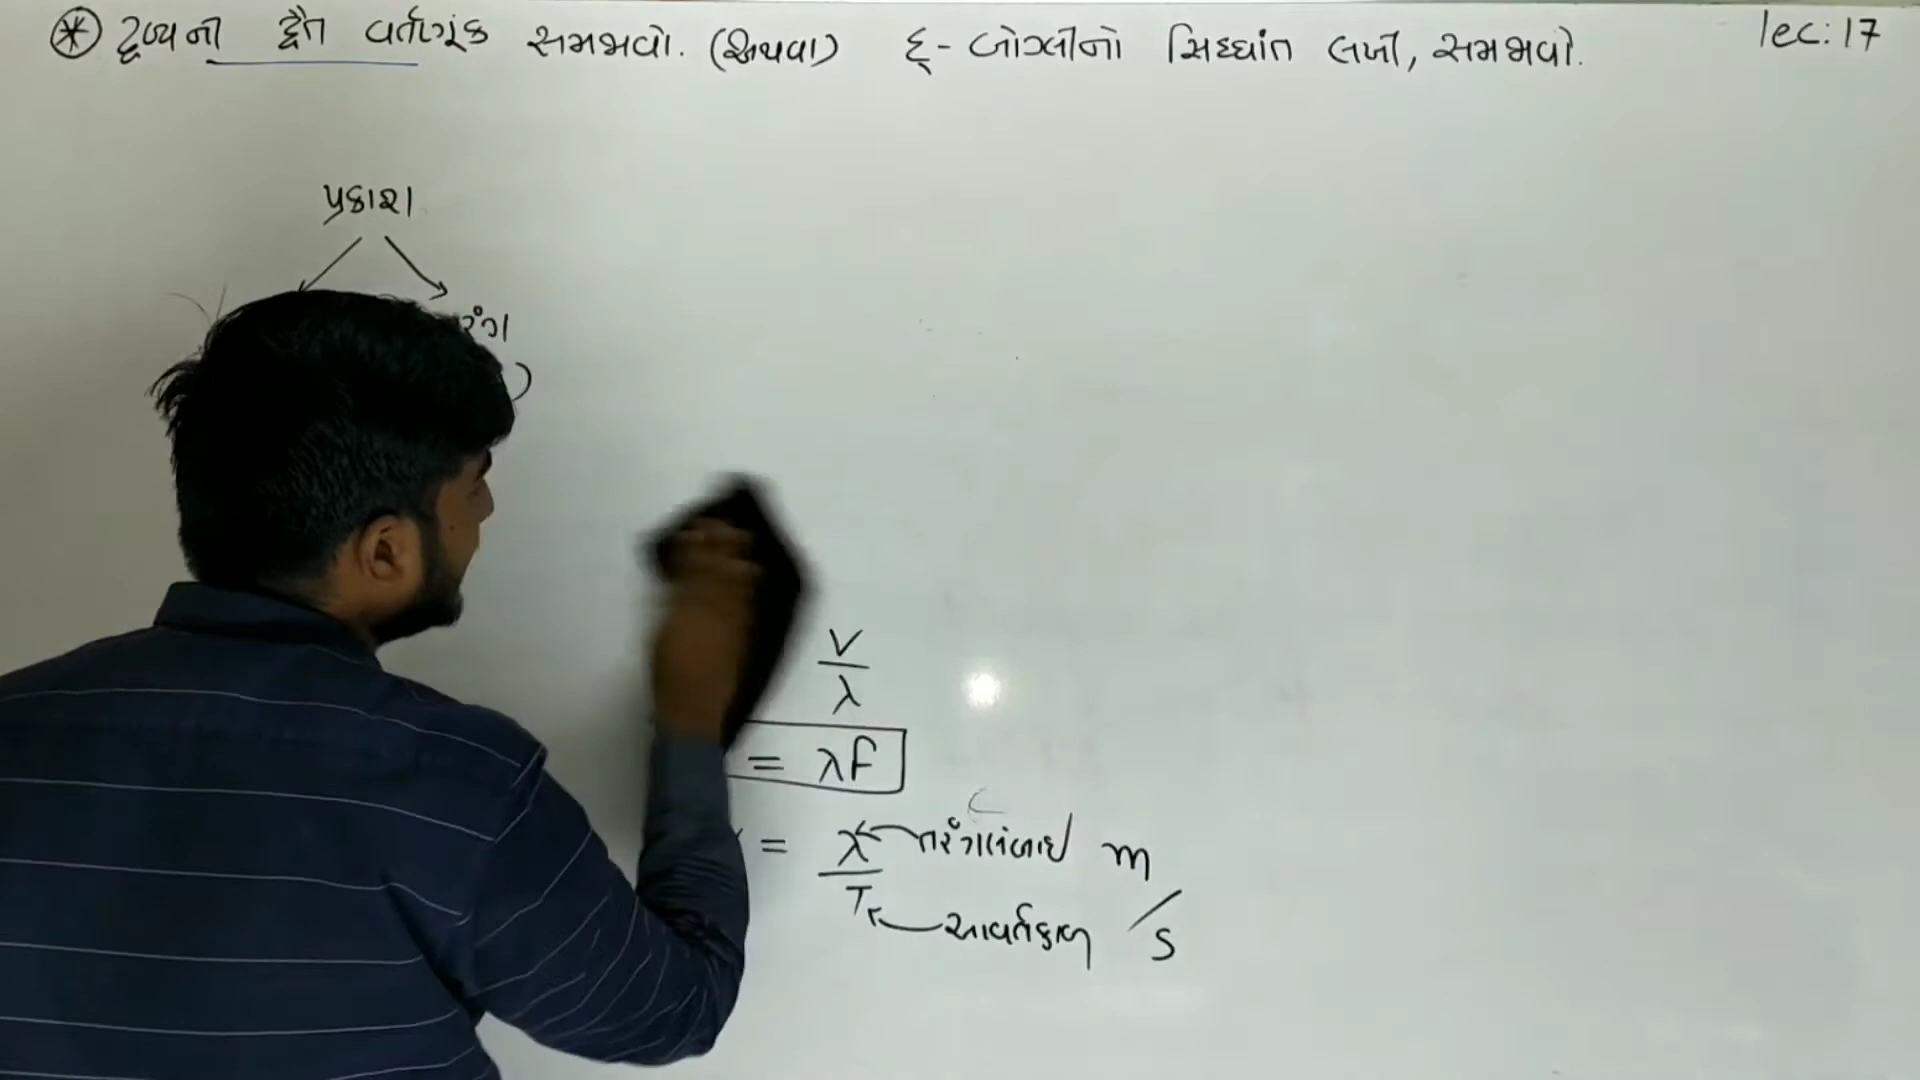 * દ્રવ્યની દ્વૈત વર્તણૂંક સમજાવો. (અથવા) દ્-બ્રોગ્લીનો સિદ્ધાંત લખી, સમજાવો. lec:17
પ્રકાશ
v
λ
= λf
= λ તરંગલંબાઈ m
T આવર્તકાળ / s